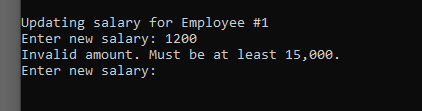 Updating salary for Employee #1
Enter new salary: 1200
Invalid amount. Must be at least 15,000.
Enter new salary: